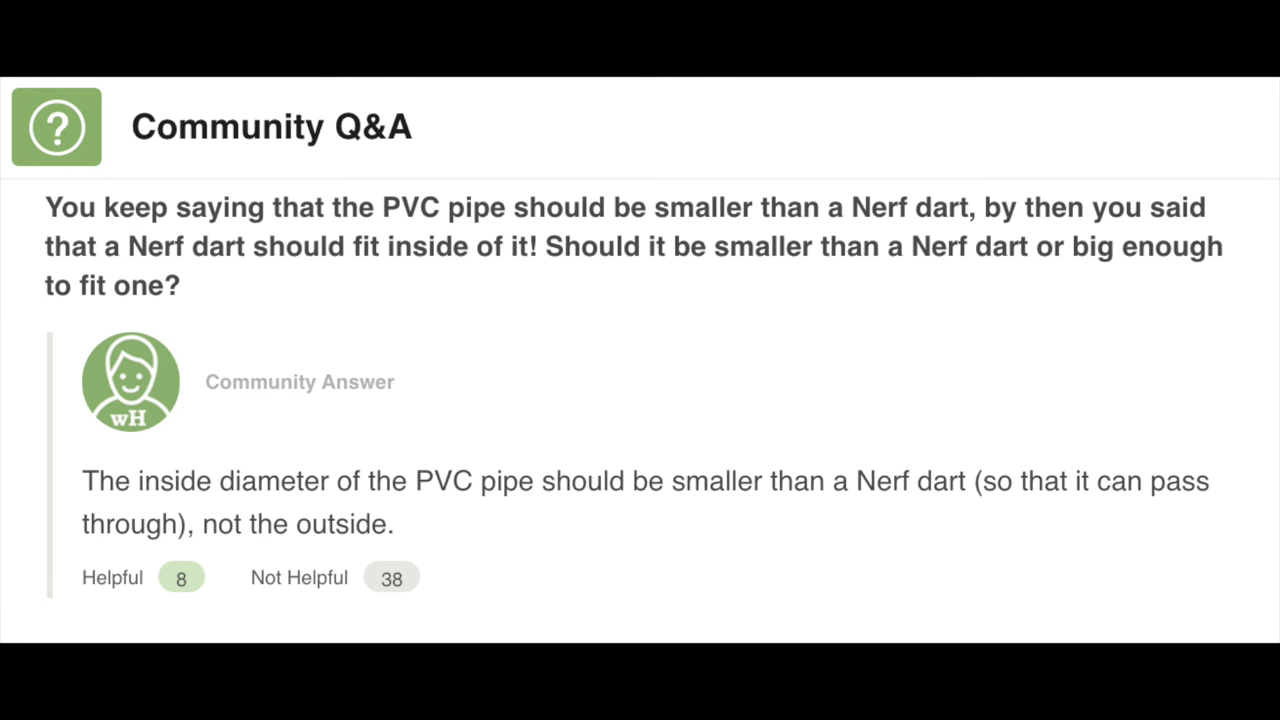 ?
Community Q&A
You keep saying that the PVC pipe should be smaller than a Nerf dart, by then you said
that a Nerf dart should fit inside of it! Should it be smaller than a Nerf dart or big enough
to fit one?
Community Answer
wH
The inside diameter of the PVC pipe should be smaller than a Nerf dart (so that it can pass
through), not the outside.
Helpful 8 Not Helpful 38